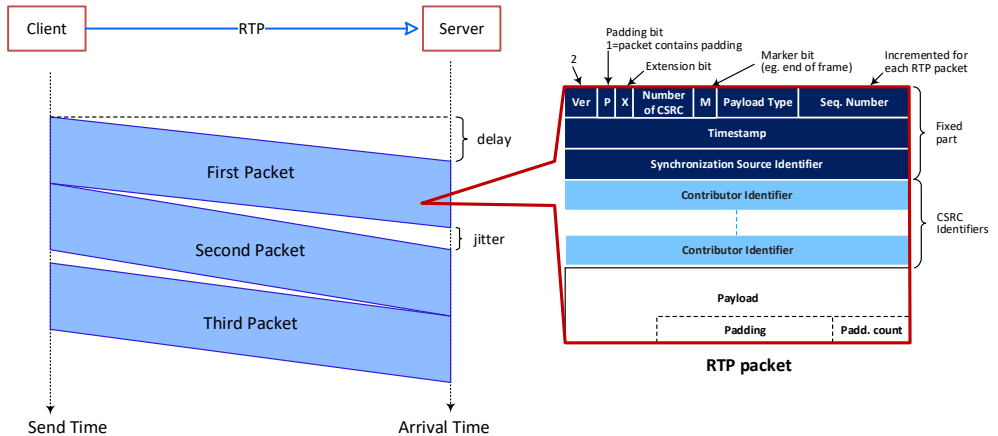 Client
RTP
Server
delay
First Packet
jitter
Second Packet
Third Packet
Send Time
Arrival Time
Padding bit
1=packet contains padding
2
Extension bit
Marker bit
(eg. end of frame)
Incremented for
each RTP packet
Ver
P
X
Number
of CSRC
M
Payload Type
Seq. Number
Timestamp
Synchronization Source Identifier
Fixed
part
Contributor Identifier
Contributor Identifier
CSRC
Identifiers
Payload
Padding
Padd. count
RTP packet